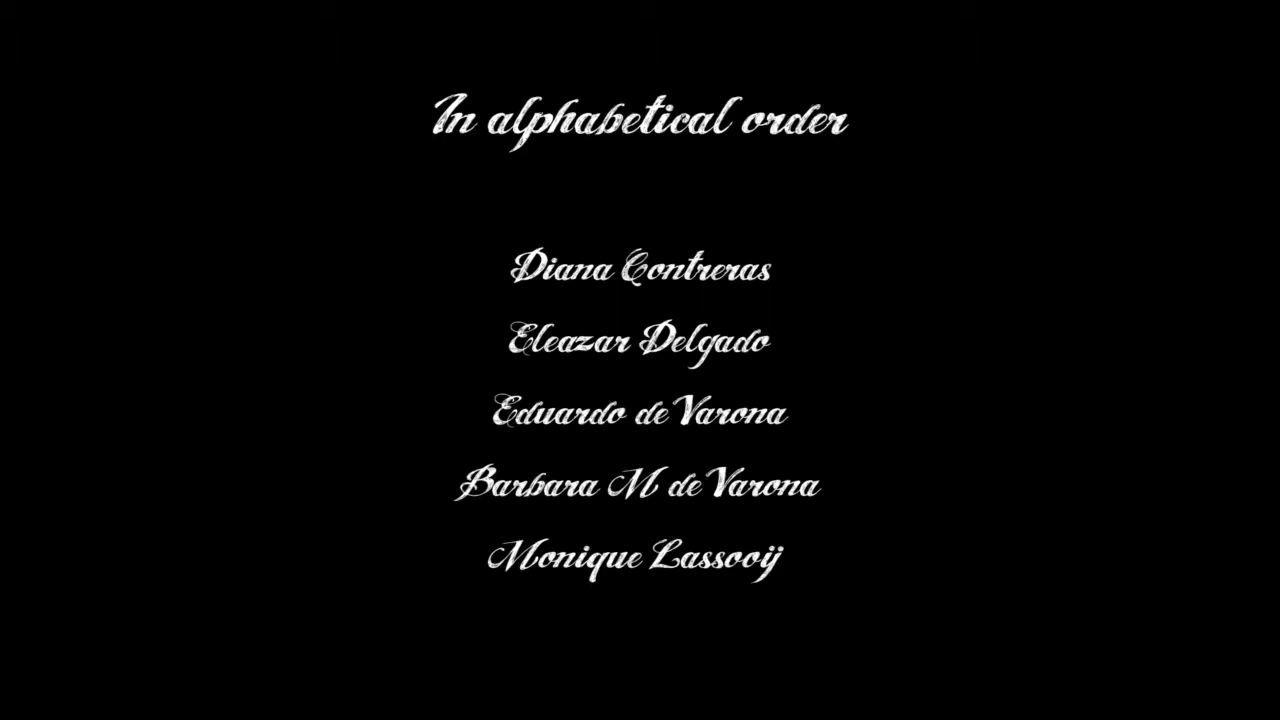 In alphabetical order
Diana Contreras
Eleazar Delgado
Eduardo de Varona
Barbara M de Varona
Monique Lassooij